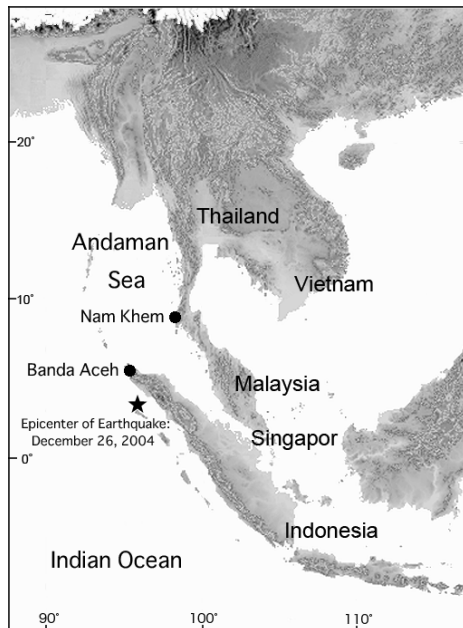 20°
Thailand
Andaman
Sea
Vietnam
10°
Nam Khem
Banda Aceh
Malaysia
Epicenter of Earthquake:
December 26, 2004
Singapor
0°
Indonesia
Indian Ocean
90°
100°
110°